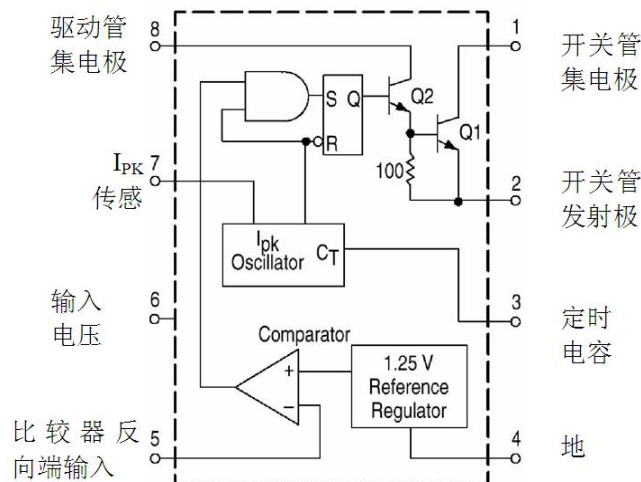 驱动管
集电极
8
1
开关管
集电极
S
Q
R
Q2
Q1
100
I_PK
传感
7
2
开关管
发射极
Ipk
Oscillator
CT
输入
电压
6
3
定时
电容
Comparator
+
−
1.25 V
Reference
Regulator
比较器反
向端输入
5
4
地